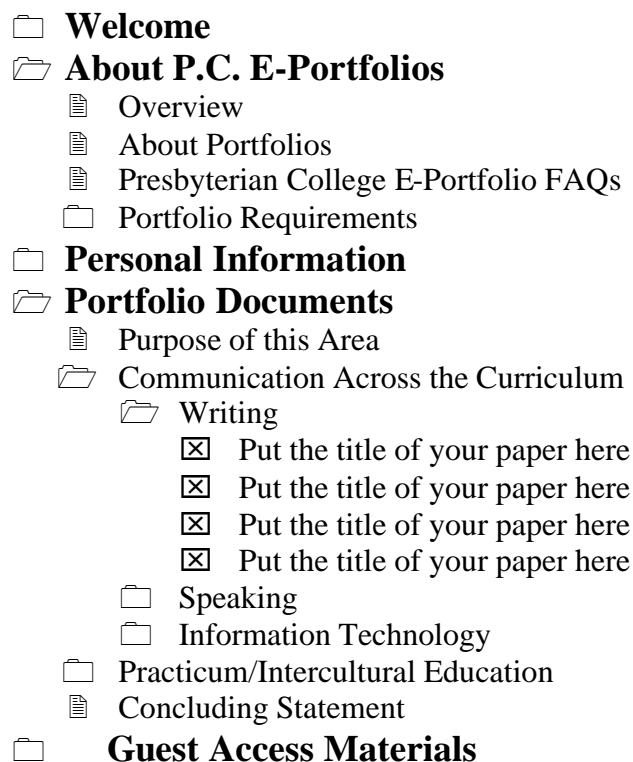 Welcome
About P.C. E-Portfolios
Overview
About Portfolios
Presbyterian College E-Portfolio FAQs
Portfolio Requirements
Personal Information
Portfolio Documents
Purpose of this Area
Communication Across the Curriculum
Writing
Put the title of your paper here
Put the title of your paper here
Put the title of your paper here
Put the title of your paper here
Speaking
Information Technology
Practicum/Intercultural Education
Concluding Statement
Guest Access Materials